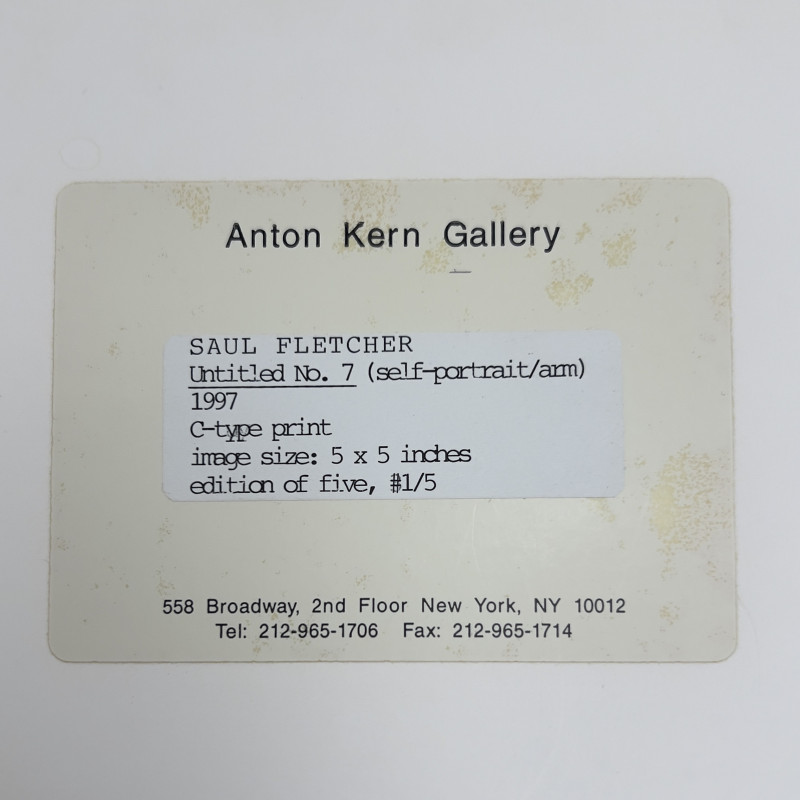 Anton Kern Gallery
SAUL FLETCHER
Untitled No. 7 (self-portrait/arm)
1997
C-type print
image size: 5 x 5 inches
edition of five, #1/5
558 Broadway, 2nd Floor New York, NY 10012
Tel: 212-965-1706 Fax: 212-965-1714